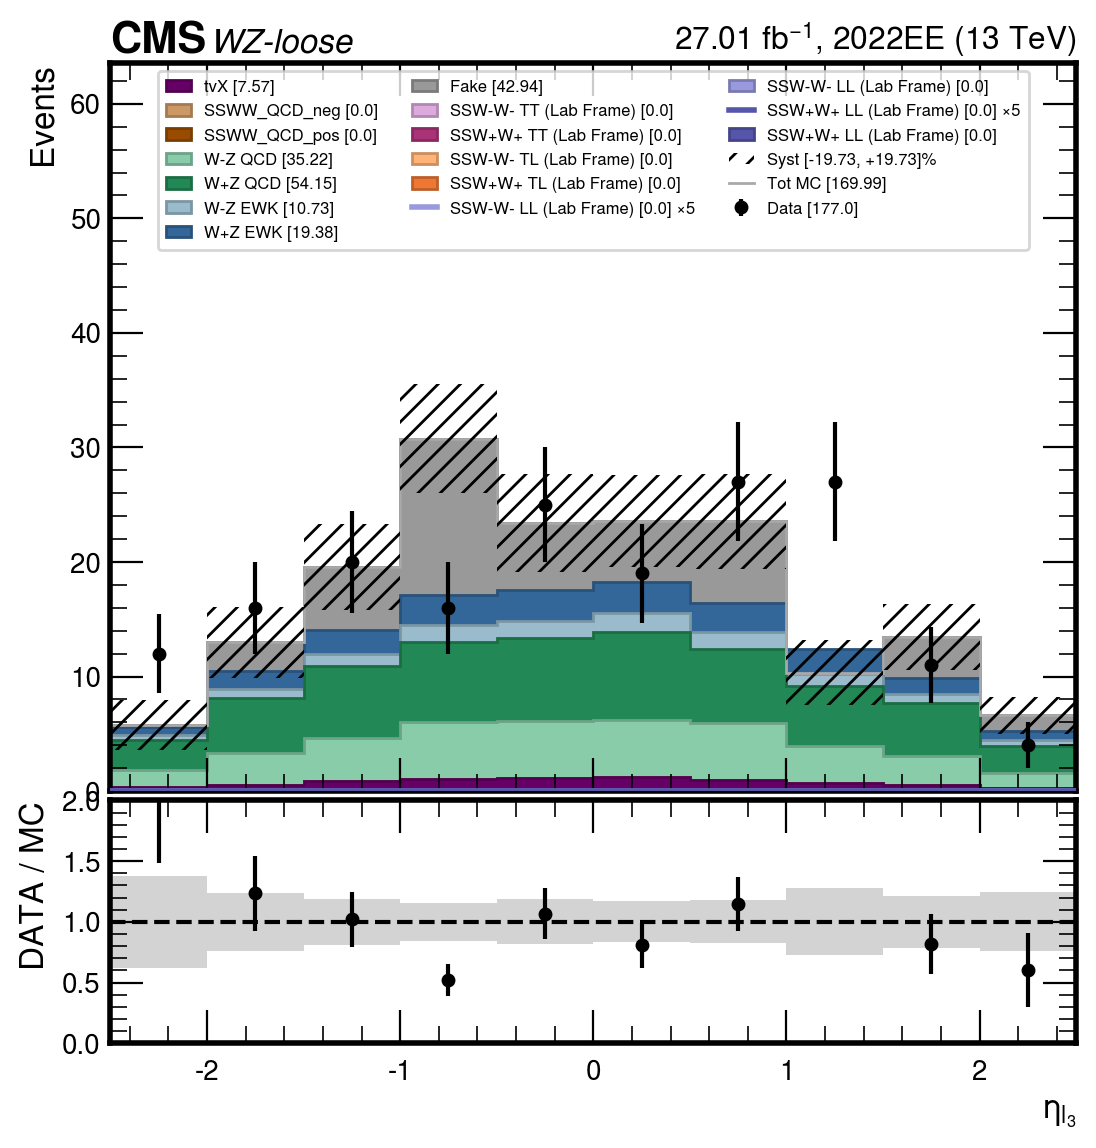 CMS WZ-loose 27.01 fb⁻¹, 2022EE (13 TeV)
Events
tvX [7.57]
SSWW_QCD_neg [0.0]
SSWW_QCD_pos [0.0]
W-Z QCD [35.22]
W+Z QCD [54.15]
W-Z EWK [10.73]
W+Z EWK [19.38]
Fake [42.94]
SSW-W- TT (Lab Frame) [0.0]
SSW+W+ TT (Lab Frame) [0.0]
SSW-W- TL (Lab Frame) [0.0]
SSW+W+ TL (Lab Frame) [0.0]
SSW-W- LL (Lab Frame) [0.0] ×5
SSW-W- LL (Lab Frame) [0.0]
SSW+W+ LL (Lab Frame) [0.0] ×5
SSW+W+ LL (Lab Frame) [0.0]
Syst [-19.73, +19.73]%
Tot MC [169.99]
Data [177.0]
60
50
40
30
20
10
0
DATA / MC
2.0
1.5
1.0
0.5
0.0
-2 -1 0 1 2
η_l₃